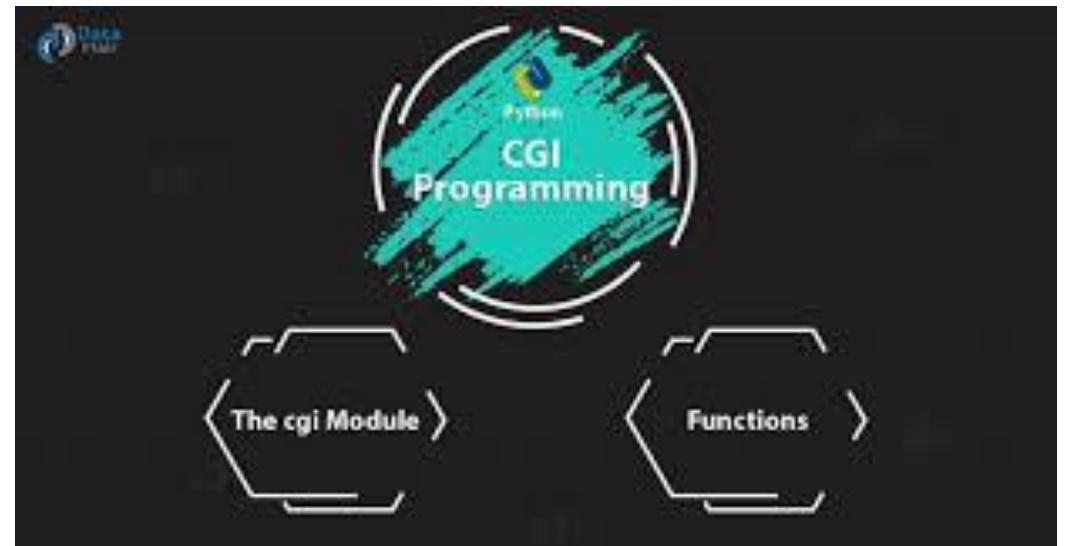 Data
Flair
Python
CGI
Programming
The cgi Module
Functions